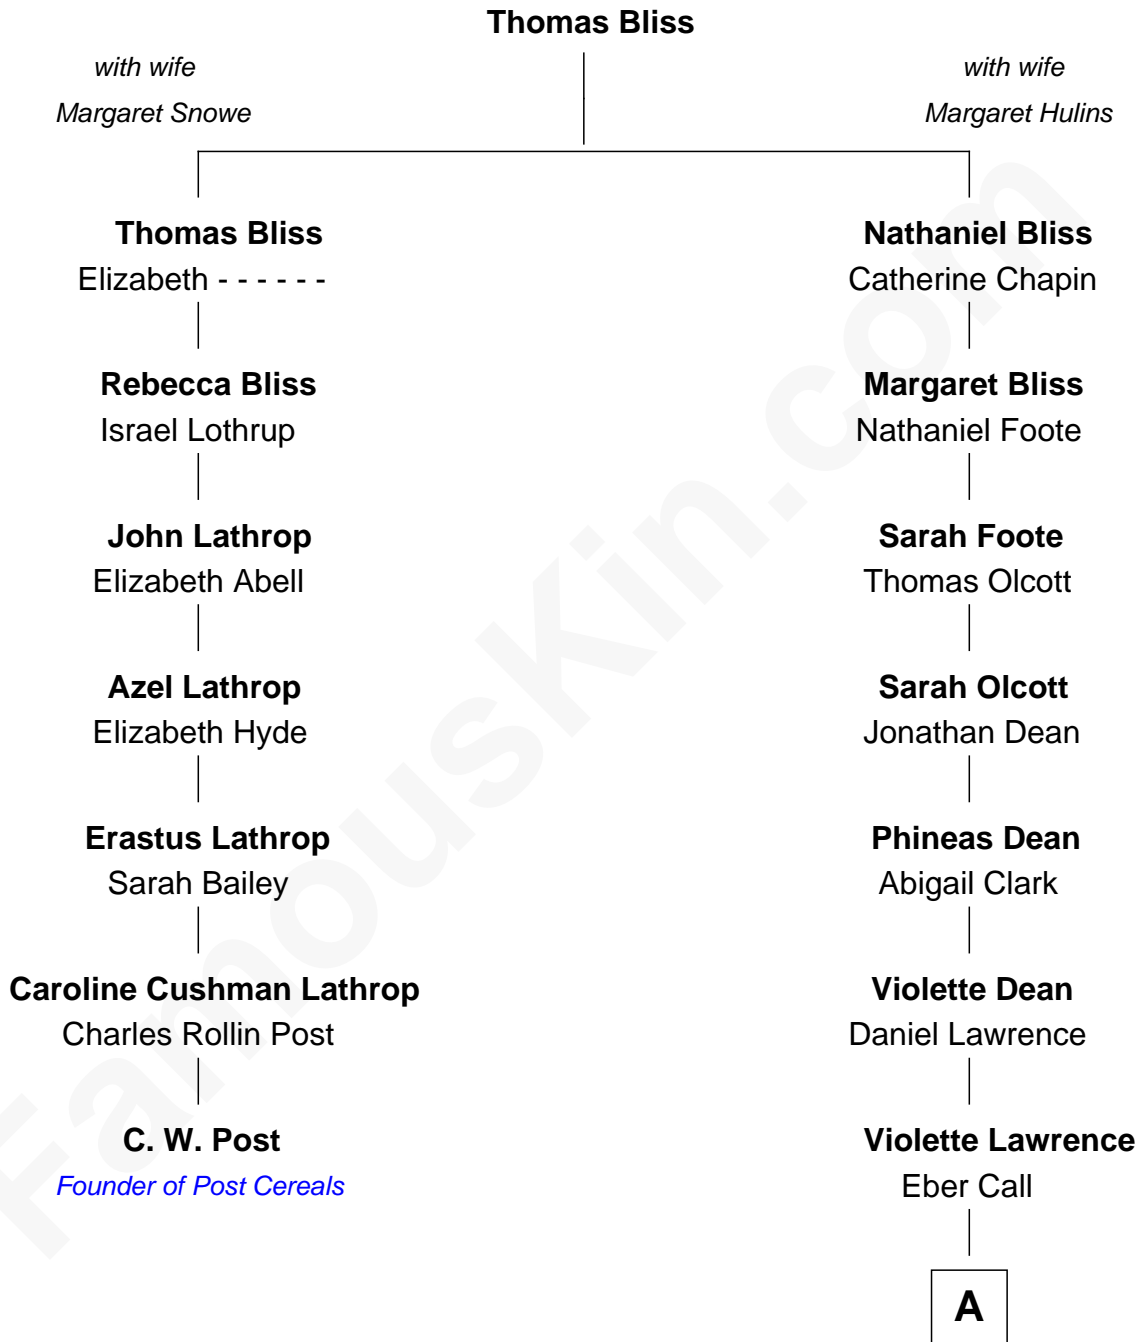 Thomas Bliss
with wife
Margaret Snowe
with wife
Margaret Hulins
Thomas Bliss
Elizabeth - - - - - -
Nathaniel Bliss
Catherine Chapin
Rebecca Bliss
Israel Lothrup
Margaret Bliss
Nathaniel Foote
John Lathrop
Elizabeth Abell
Sarah Foote
Thomas Olcott
Azel Lathrop
Elizabeth Hyde
Sarah Olcott
Jonathan Dean
Erastus Lathrop
Sarah Bailey
Phineas Dean
Abigail Clark
Caroline Cushman Lathrop
Charles Rollin Post
Violette Dean
Daniel Lawrence
C. W. Post
Founder of Post Cereals
Violette Lawrence
Eber Call
A
FamousKin.com